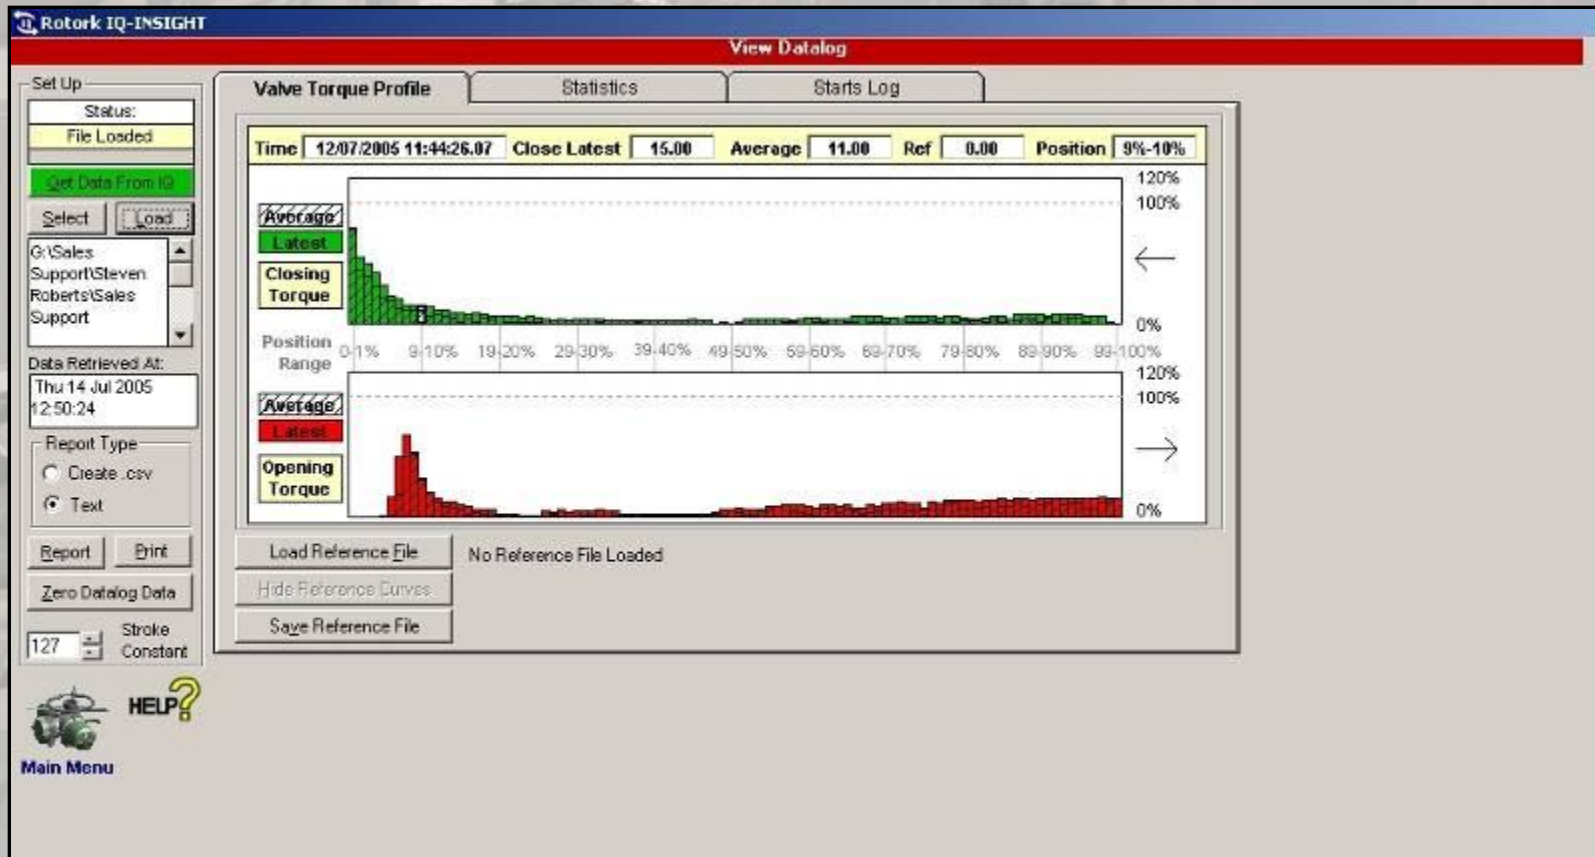 Rotork IQ-INSIGHT
View Datalog
Set Up
Status:
File Loaded
Get Data From IQ
Select Load
G:\Sales
Support\Steven
Roberts\Sales
Support
Data Retrieved At:
Thu 14 Jul 2005
12:50:24
Report Type
Create .csv
Text
Report Print
Zero Datalog Data
127 Stroke
Constant
HELP?
Main Menu
Valve Torque Profile Statistics Starts Log
Time 12/07/2005 11:44:26.07 Close Latest 15.00 Average 11.00 Ref 0.00 Position 9%-10%
120%
100%
Average
Latest
Closing
Torque
0%
Position
Range
0-1% 9-10% 19-20% 29-30% 39-40% 49-50% 59-60% 69-70% 79-80% 89-90% 99-100%
120%
100%
Average
Latest
Opening
Torque
0%
Load Reference File No Reference File Loaded
Hide Reference Curves
Save Reference File